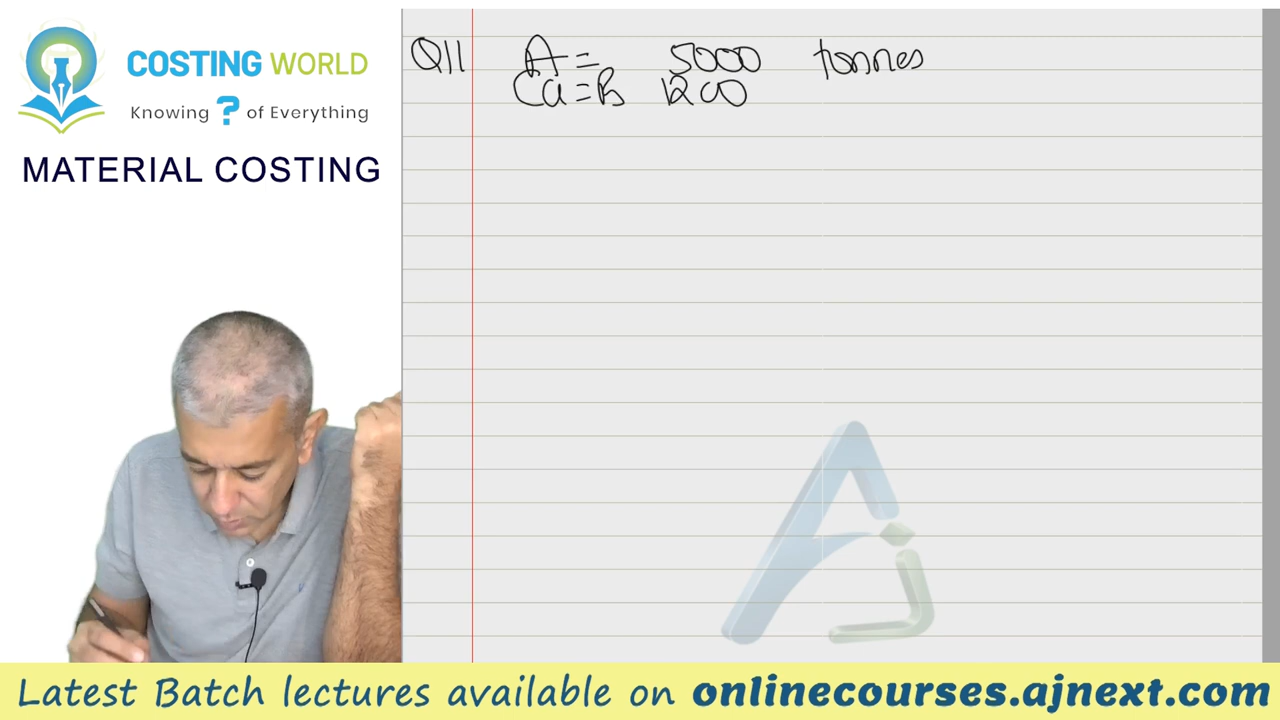 COSTING WORLD
Knowing ? of Everything
MATERIAL COSTING
Q11 A = 5000 tonnes
Ca = B 1200
Latest Batch lectures available on onlinecourses.ajnext.com